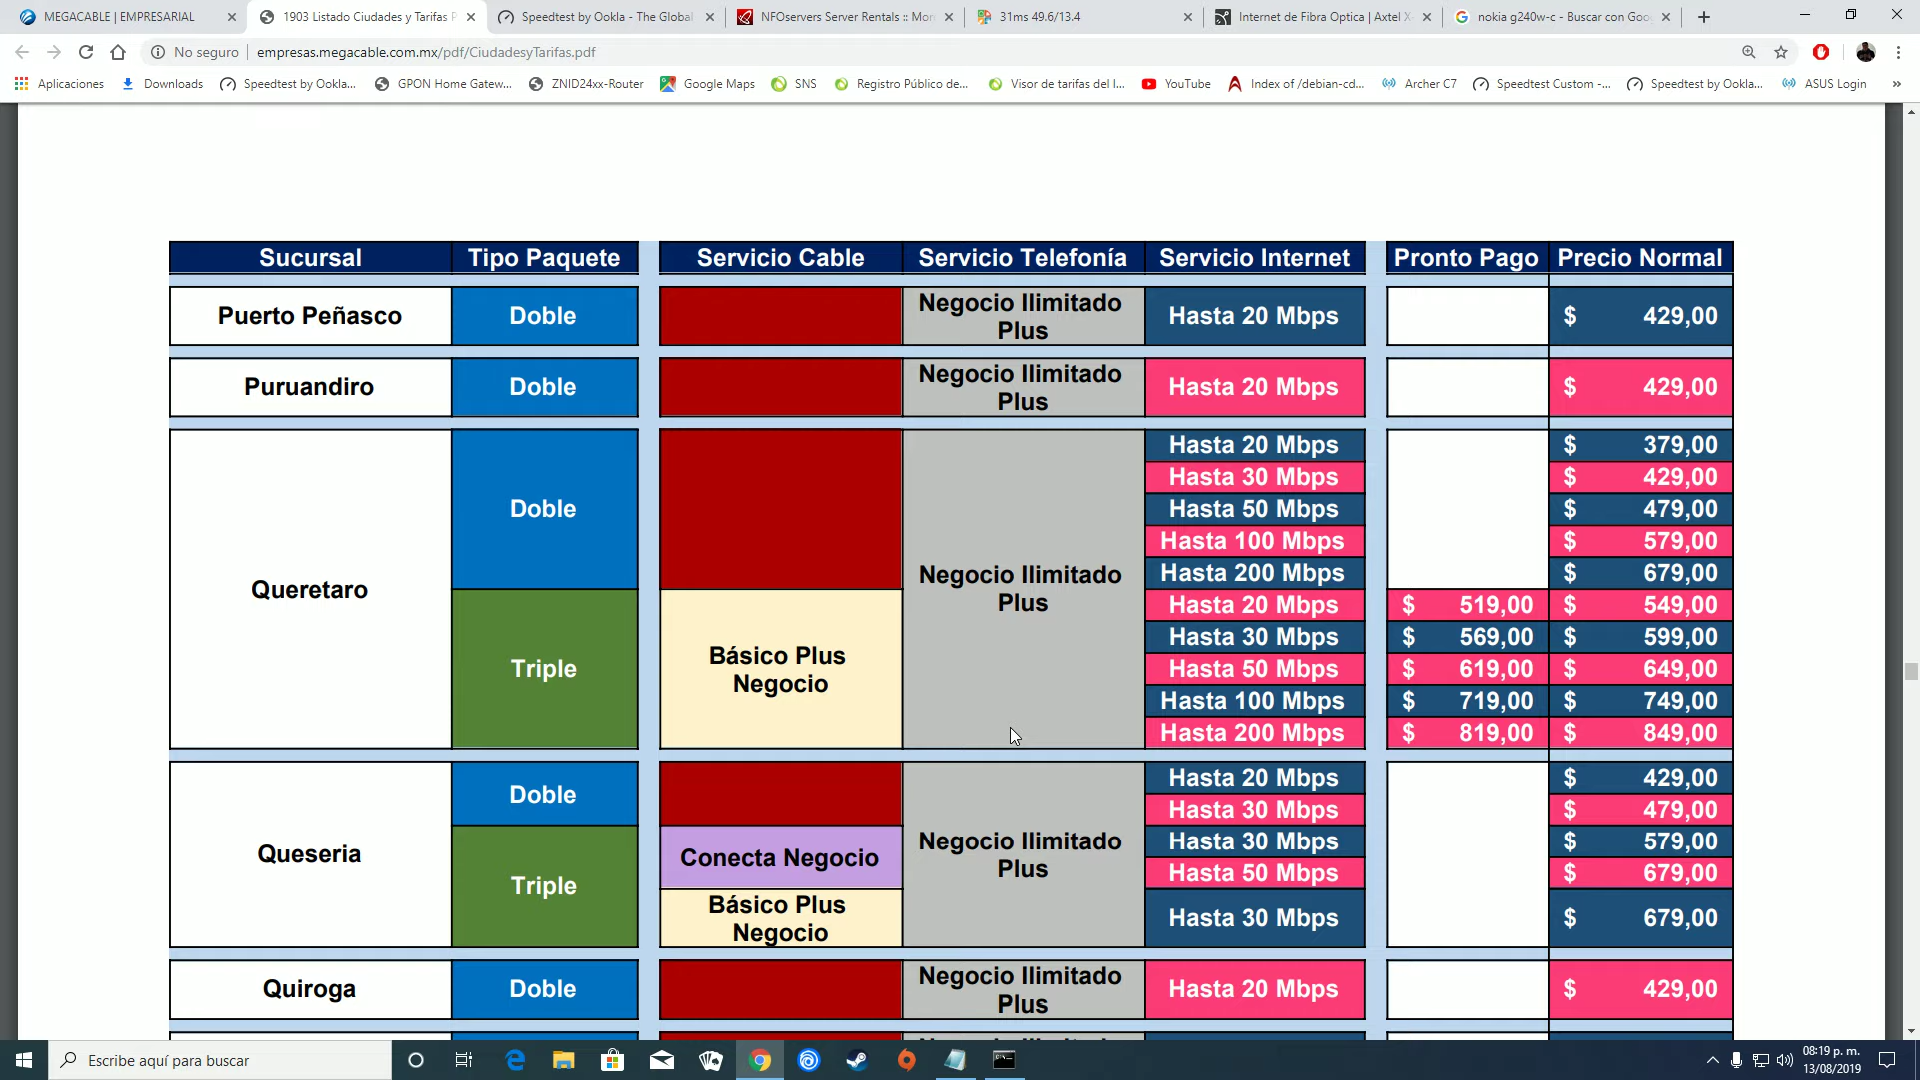 MEGACABLE | EMPRESARIAL
1903 Listado Ciudades y Tarifas P
Speedtest by Ookla - The Global
NFOservers Server Rentals :: Mon
31ms 49.6/13.4
Internet de Fibra Optica | Axtel X
nokia g240w-c - Buscar con Goo
No seguro
empresas.megacable.com.mx/pdf/CiudadesyTarifas.pdf
Aplicaciones
Downloads
Speedtest by Ookla...
GPON Home Gatew...
ZNID24xx-Router
Google Maps
SNS
Registro Público de...
Visor de tarifas del I...
YouTube
Index of /debian-cd...
Archer C7
Speedtest Custom -...
Speedtest by Ookla...
ASUS Login
»
Sucursal Tipo Paquete Servicio Cable Servicio Telefonía Servicio Internet Pronto Pago Precio Normal
Puerto Peñasco Doble Negocio Ilimitado Plus Hasta 20 Mbps $ 429,00
Puruandiro Doble Negocio Ilimitado Plus Hasta 20 Mbps $ 429,00
Queretaro
Doble
Negocio Ilimitado
Plus
Hasta 20 Mbps $ 379,00
Hasta 30 Mbps $ 429,00
Hasta 50 Mbps $ 479,00
Hasta 100 Mbps $ 579,00
Hasta 200 Mbps $ 679,00
Triple
Básico Plus
Negocio
Hasta 20 Mbps $ 519,00 $ 549,00
Hasta 30 Mbps $ 569,00 $ 599,00
Hasta 50 Mbps $ 619,00 $ 649,00
Hasta 100 Mbps $ 719,00 $ 749,00
Hasta 200 Mbps $ 819,00 $ 849,00
Queseria
Doble
Negocio Ilimitado
Plus
Hasta 20 Mbps $ 429,00
Hasta 30 Mbps $ 479,00
Triple
Conecta Negocio
Hasta 30 Mbps $ 579,00
Hasta 50 Mbps $ 679,00
Básico Plus
Negocio
Hasta 30 Mbps $ 679,00
Quiroga Doble Negocio Ilimitado Plus Hasta 20 Mbps $ 429,00
Escribe aquí para buscar
08:19 p. m.
13/08/2019